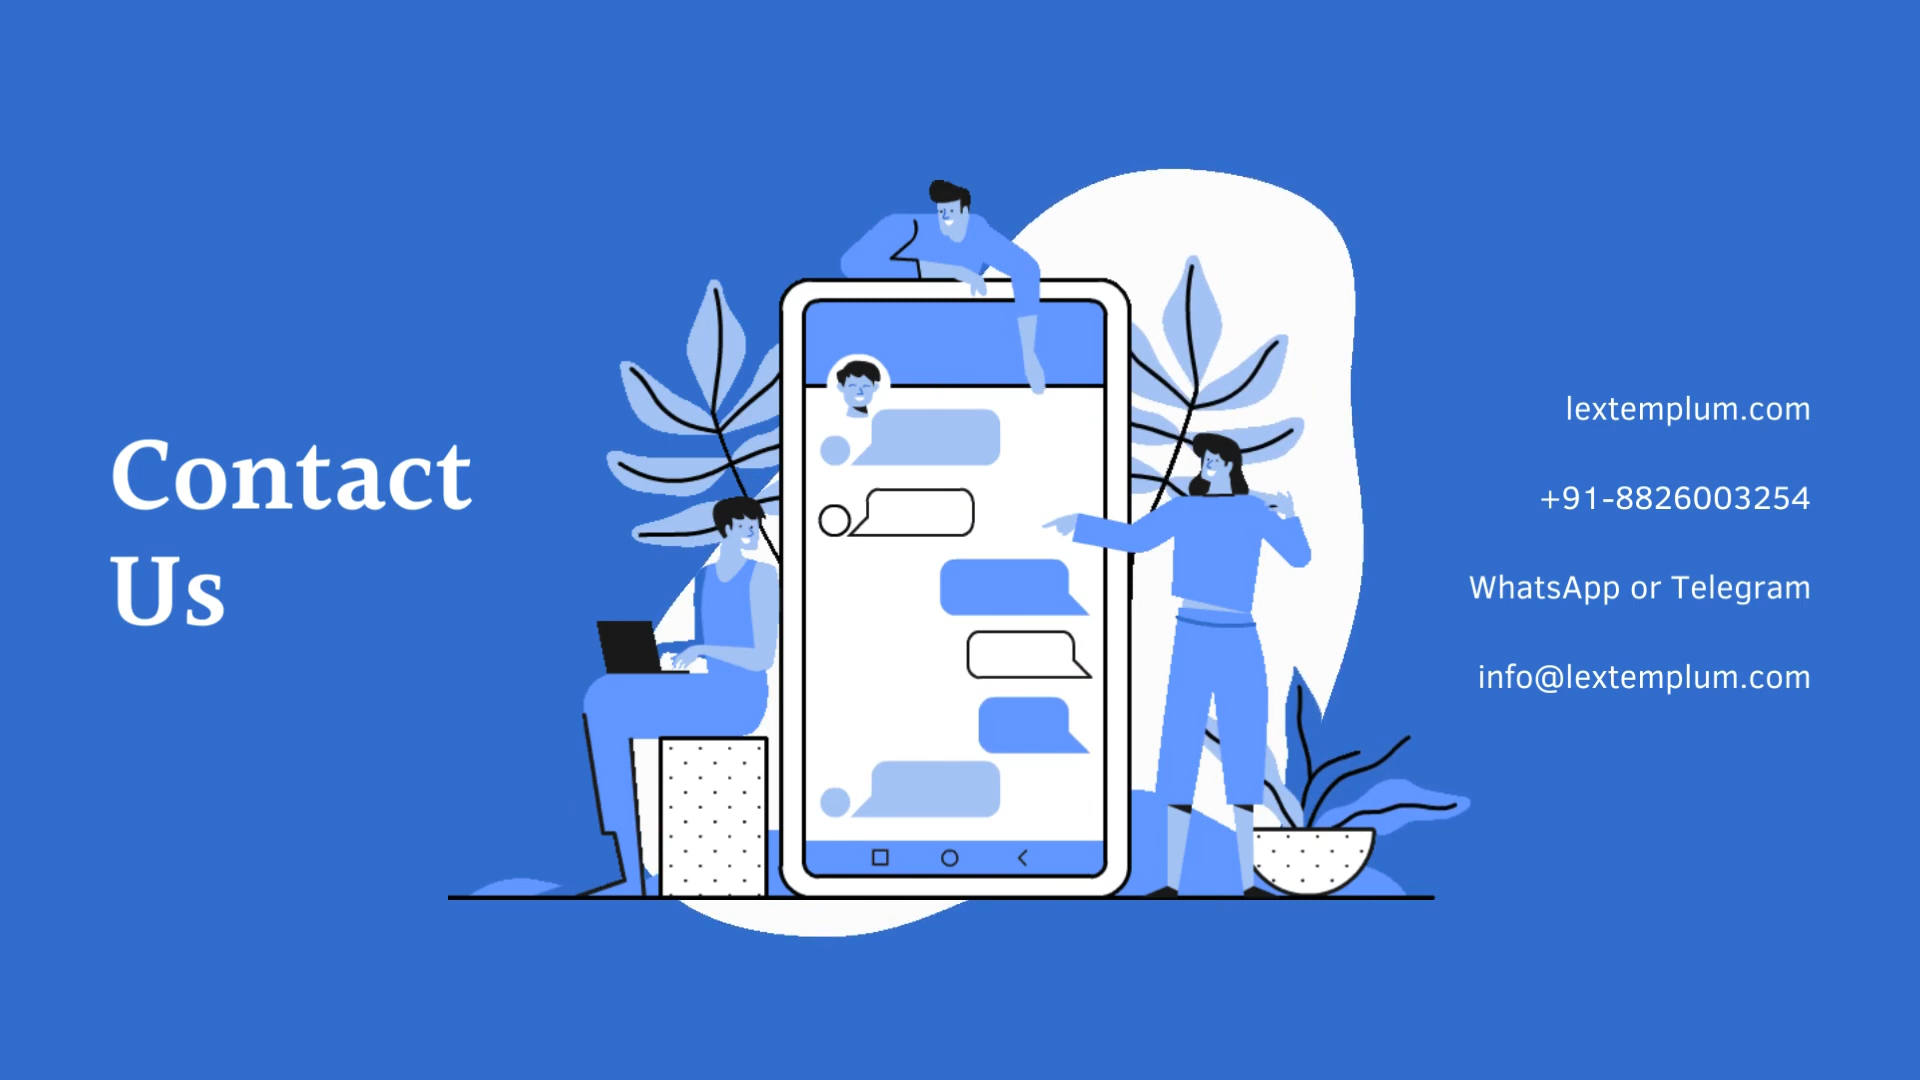 Contact
Us
lextemplum.com
+91-8826003254
WhatsApp or Telegram
info@lextemplum.com